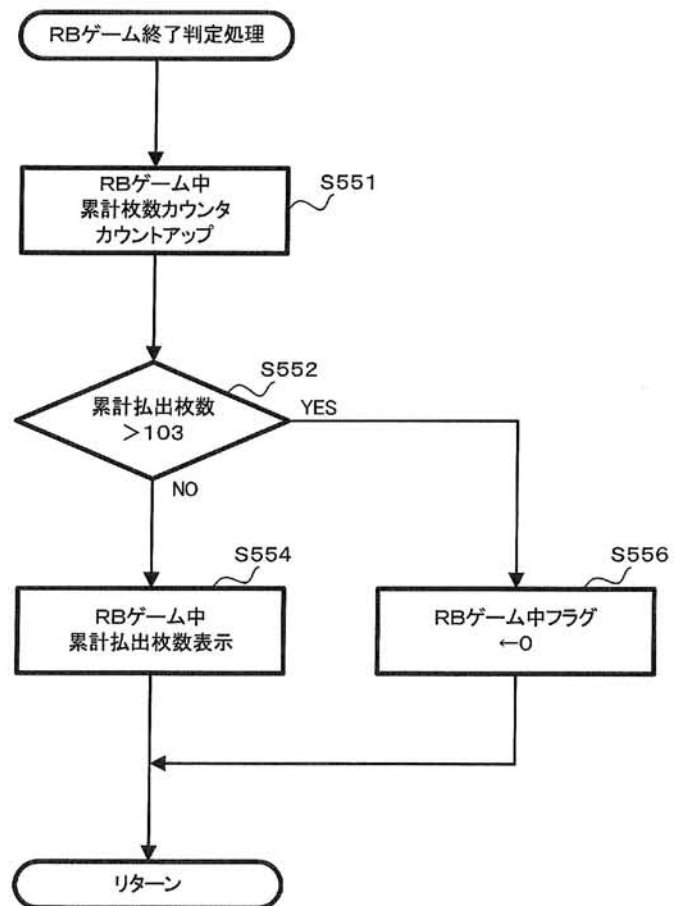 RBゲーム終了判定処理
S551
RBゲーム中
累計枚数カウンタ
カウントアップ
S552
累計払出枚数
>103
YES
NO
S554
RBゲーム中
累計払出枚数表示
S556
RBゲーム中フラグ
←0
リターン